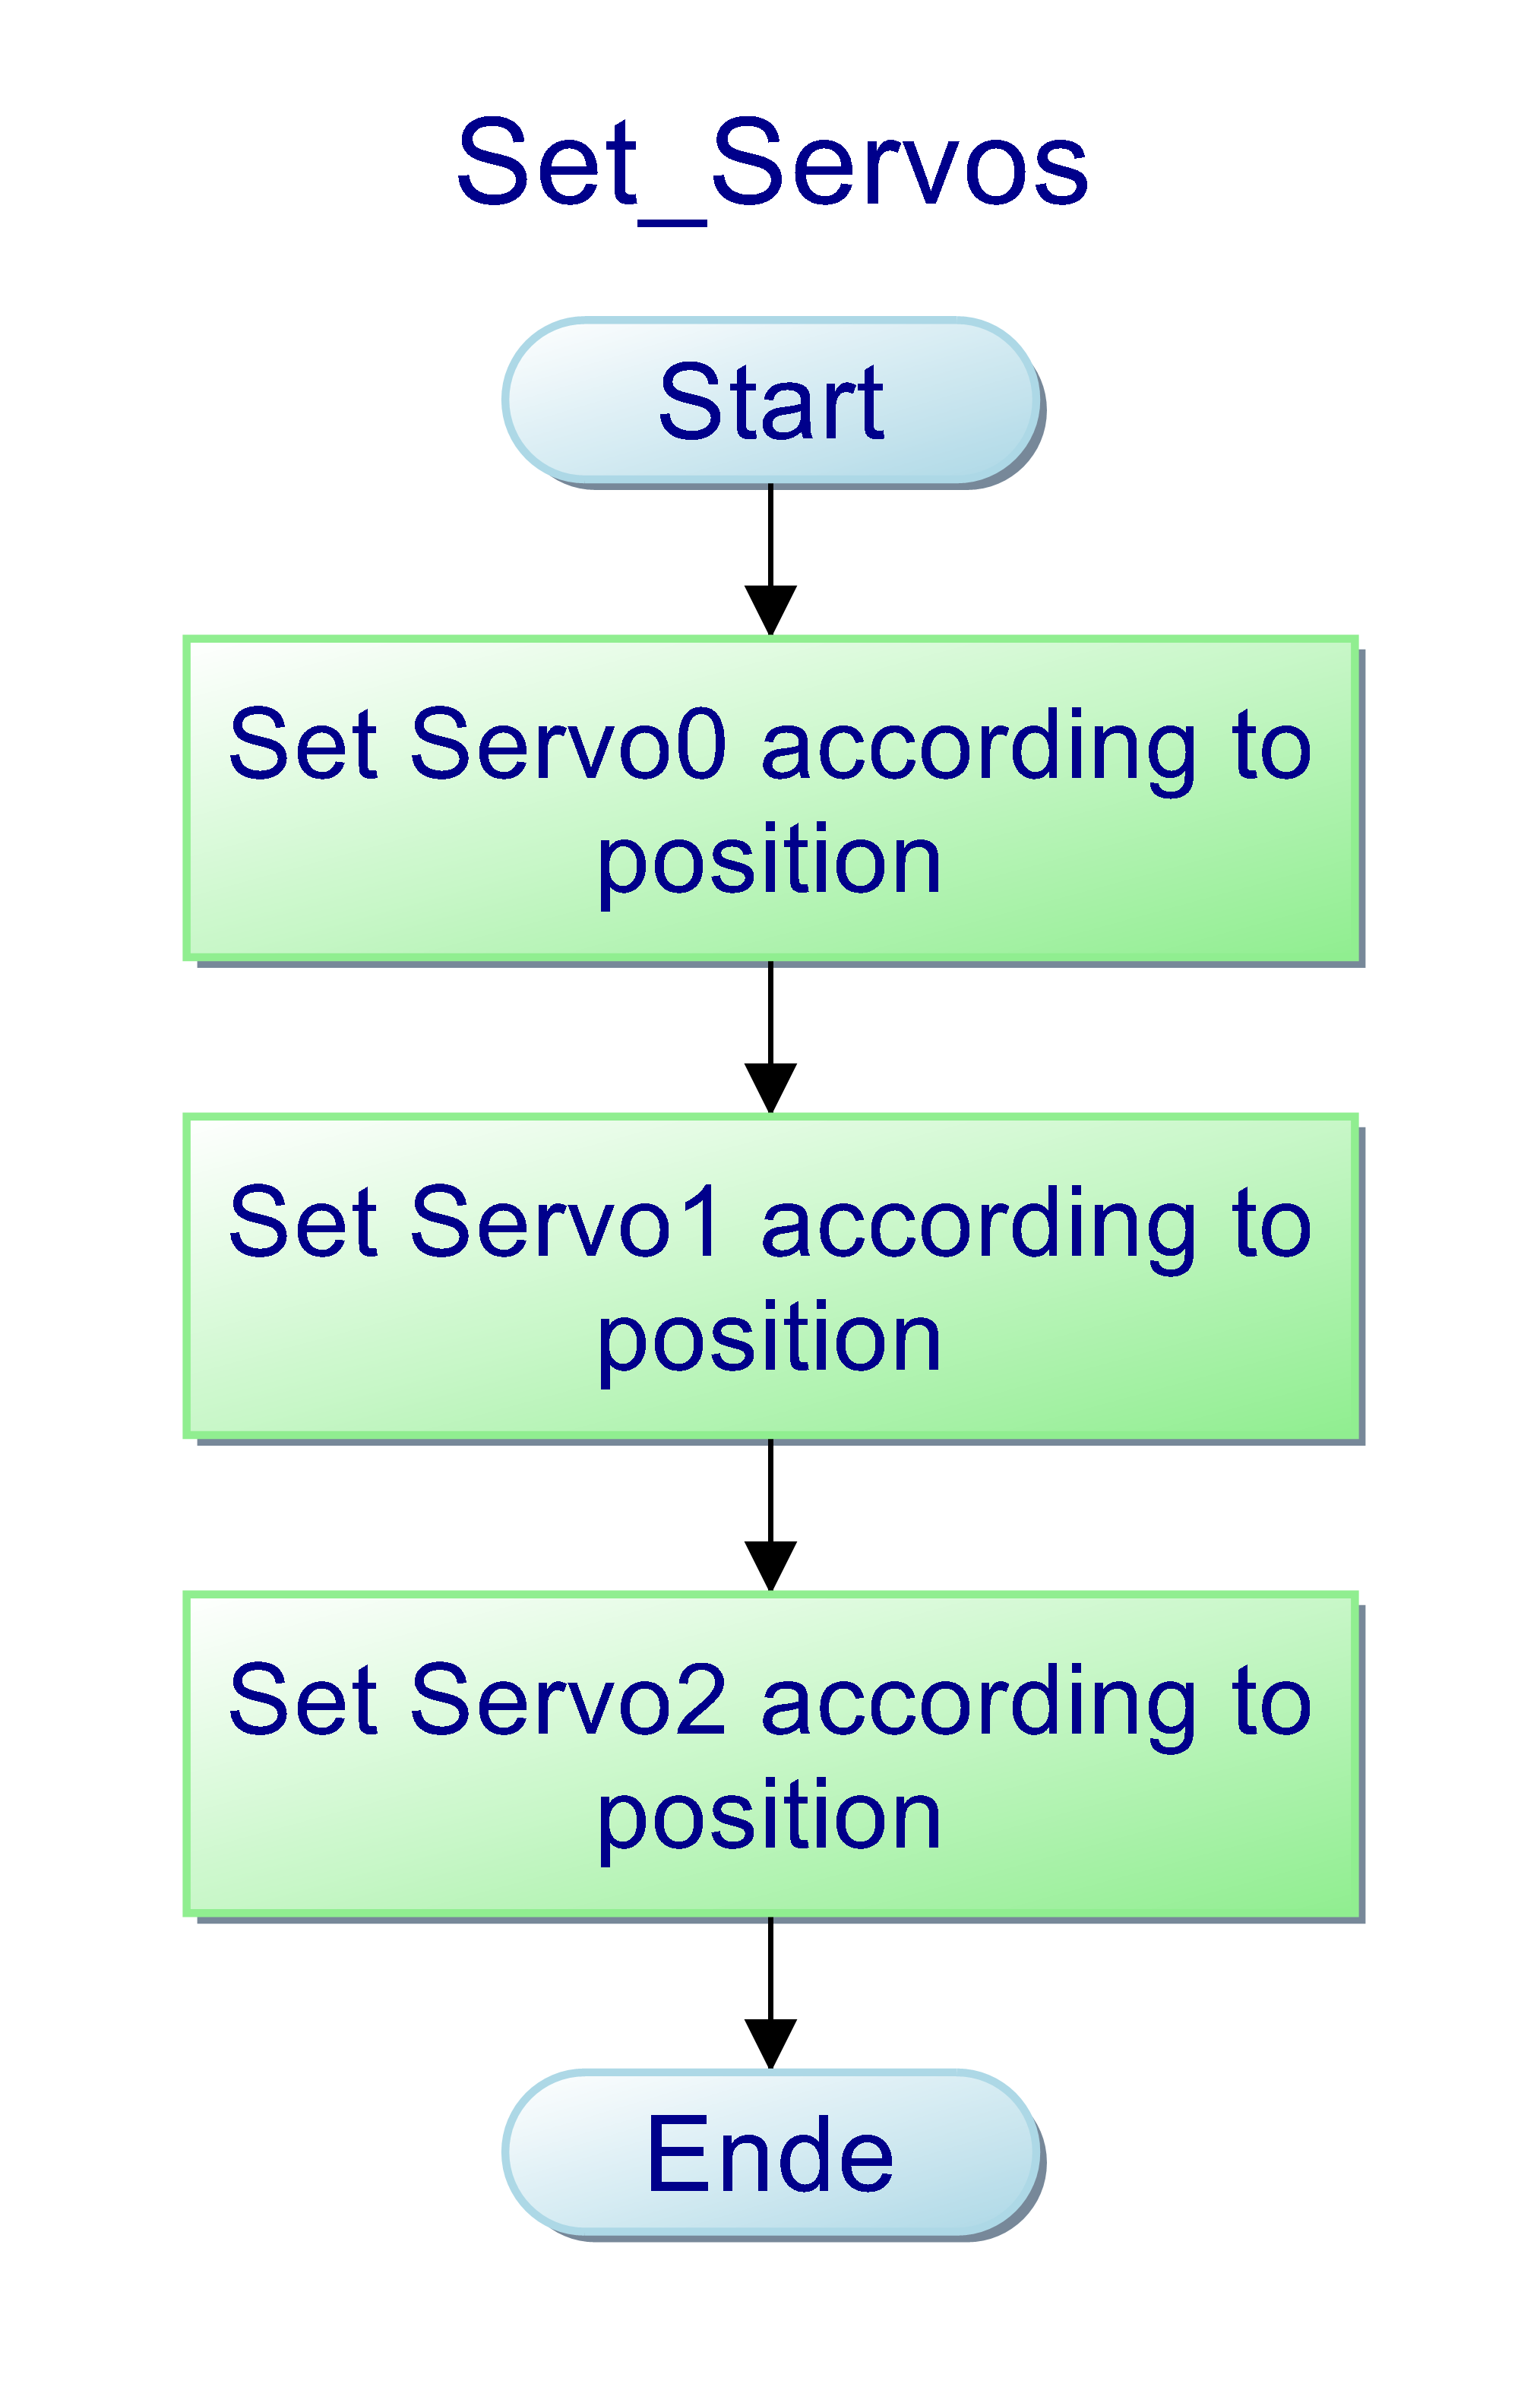 Set_Servos
Start
Set Servo0 according to
position
Set Servo1 according to
position
Set Servo2 according to
position
Ende